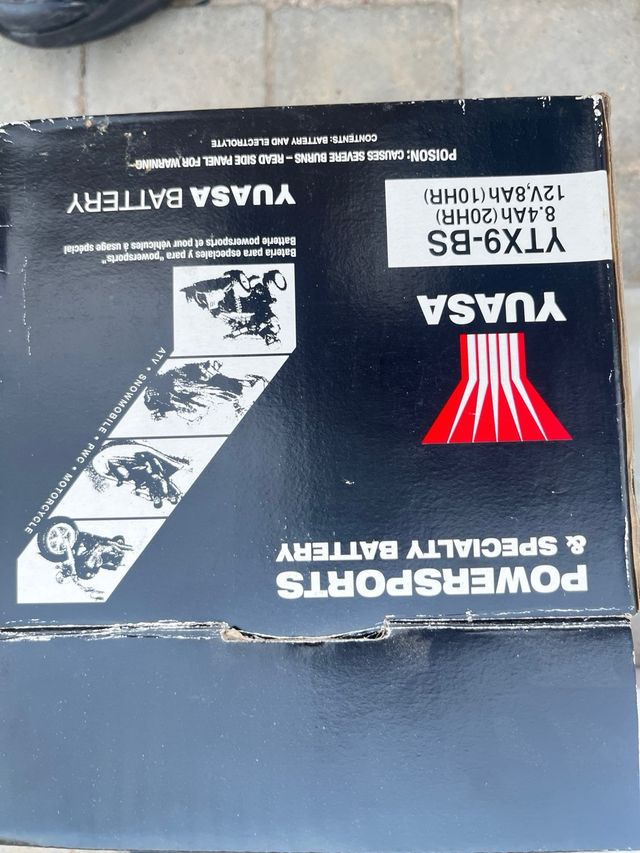 POWERSPORTS
& SPECIALTY BATTERY
ATV • SNOWMOBILE • PWC • MOTORCYCLE
YUASA
YTX9-BS
8.4Ah(20HR)
12V,8Ah(10HR)
Bateria para especiales y para "powersports"
Batterie powersports et pour véhicules à usage spécial
YUASA BATTERY
POISON: CAUSES SEVERE BURNS – READ SIDE PANEL FOR WARNING
CONTENTS: BATTERY AND ELECTROLYTE